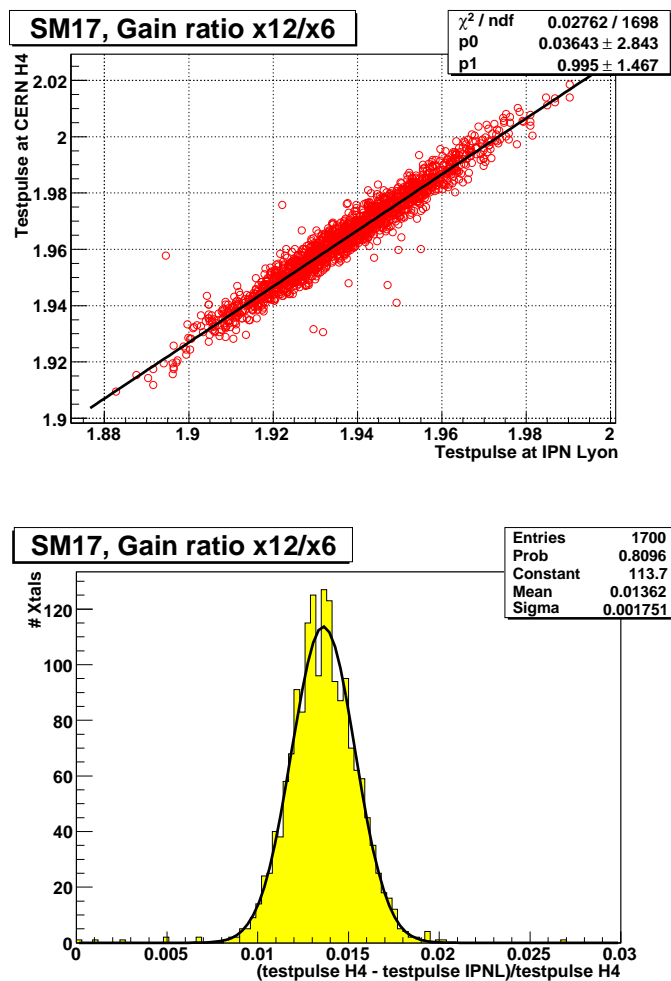 SM17, Gain ratio x12/x6
χ² / ndf 0.02762 / 1698
p0 0.03643 ± 2.843
p1 0.995 ± 1.467
Testpulse at CERN H4
2.02
2
1.98
1.96
1.94
1.92
1.9
1.88 1.9 1.92 1.94 1.96 1.98 2
Testpulse at IPN Lyon
SM17, Gain ratio x12/x6
Entries 1700
Prob 0.8096
Constant 113.7
Mean 0.01362
Sigma 0.001751
# Xtals
120
100
80
60
40
20
0
0 0.005 0.01 0.015 0.02 0.025 0.03
(testpulse H4 - testpulse IPNL)/testpulse H4